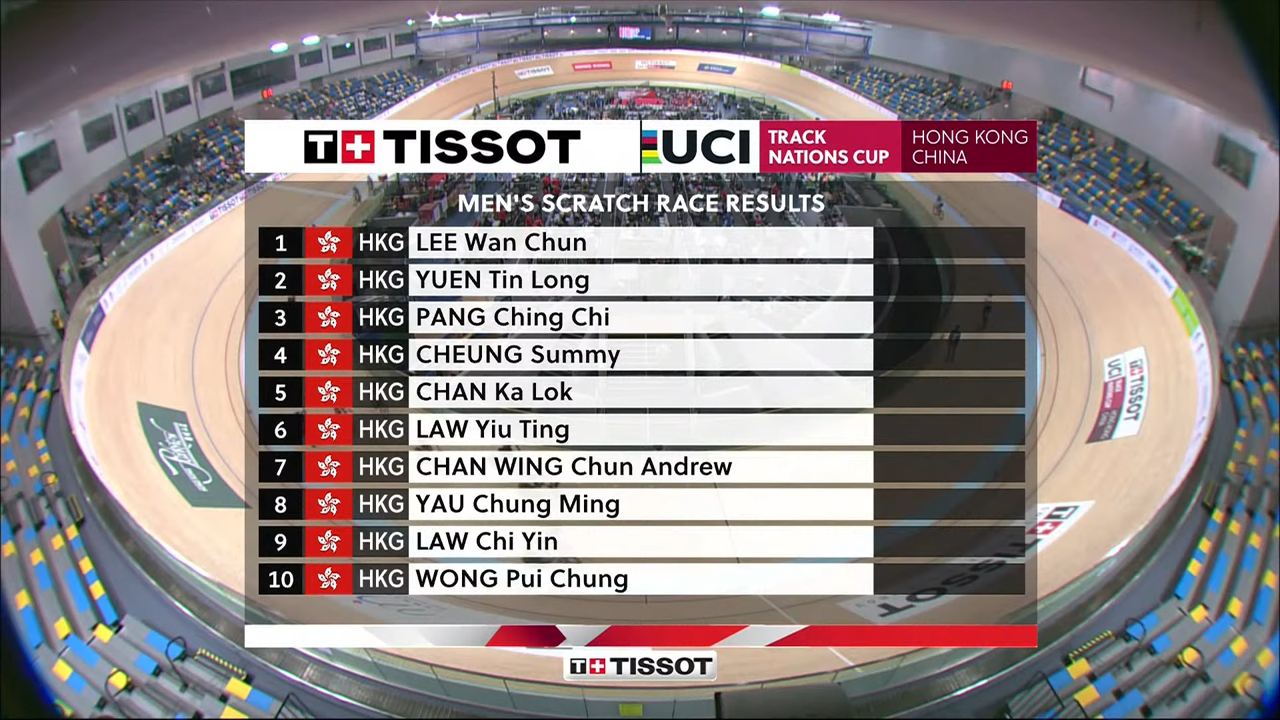 T+ TISSOT
UCI
TRACK
NATIONS CUP
HONG KONG
CHINA
MEN'S SCRATCH RACE RESULTS
1 HKG LEE Wan Chun
2 HKG YUEN Tin Long
3 HKG PANG Ching Chi
4 HKG CHEUNG Summy
5 HKG CHAN Ka Lok
6 HKG LAW Yiu Ting
7 HKG CHAN WING Chun Andrew
8 HKG YAU Chung Ming
9 HKG LAW Chi Yin
10 HKG WONG Pui Chung
TISSOT
TISSOT
T+ TISSOT